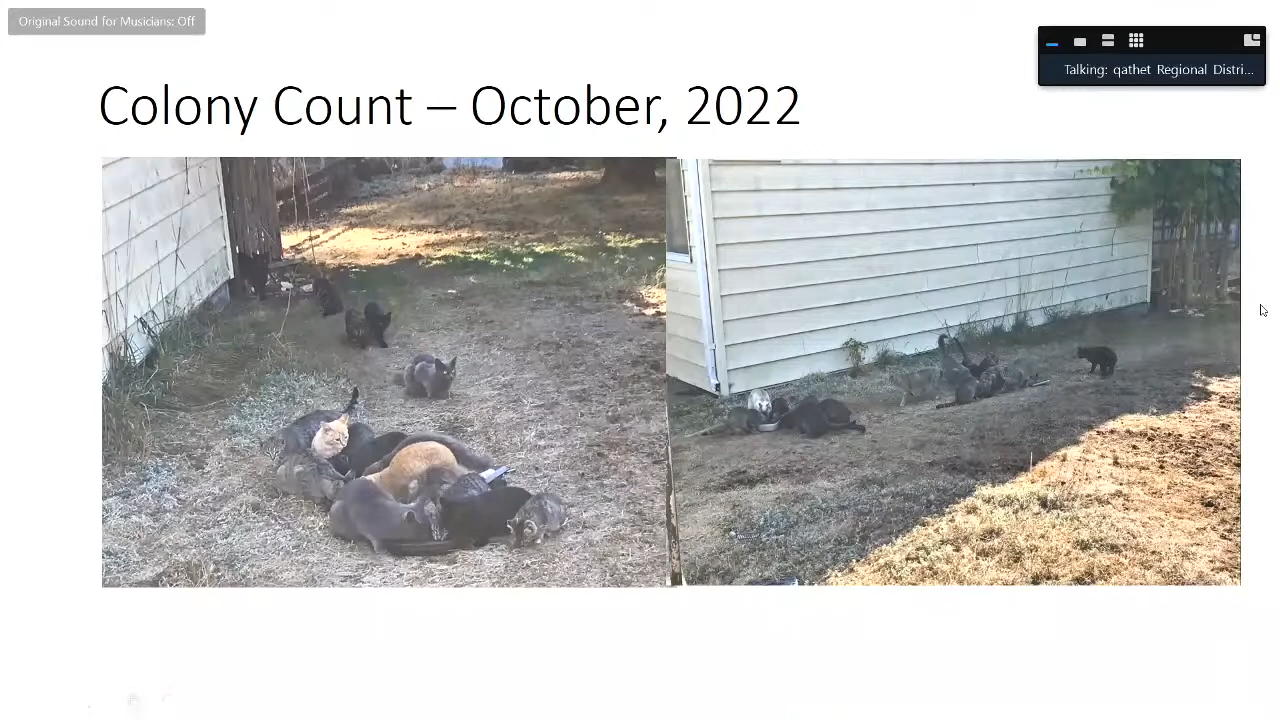 Original Sound for Musicians: Off
Talking: qathet Regional Distri...
Colony Count – October, 2022